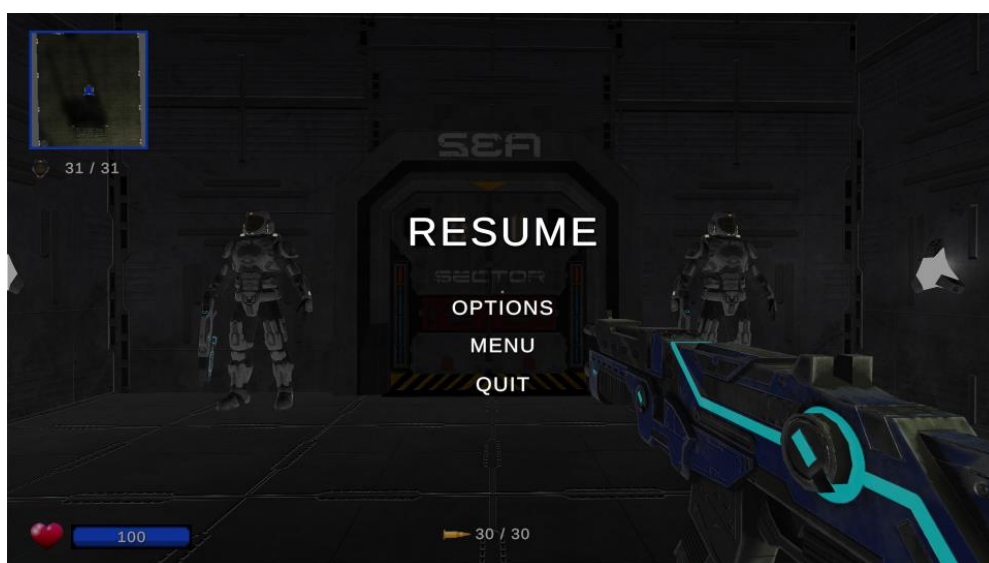 31 / 31
SEA
RESUME
SECTOR
OPTIONS
MENU
QUIT
100
30 / 30